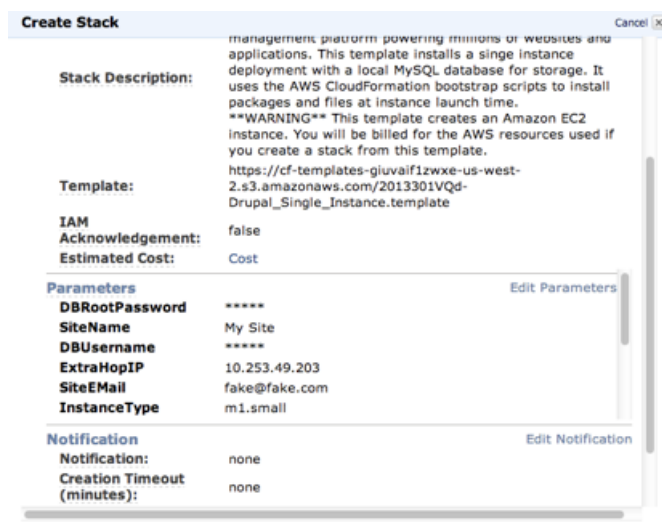 Create Stack Cancel x
management platform powering millions of websites and
applications. This template installs a singe instance
Stack Description: deployment with a local MySQL database for storage. It
uses the AWS CloudFormation bootstrap scripts to install
packages and files at instance launch time.
**WARNING** This template creates an Amazon EC2
instance. You will be billed for the AWS resources used if
you create a stack from this template.
https://cf-templates-giuvaif1zwxe-us-west-
Template: 2.s3.amazonaws.com/2013301VQd-
Drupal_Single_Instance.template
IAM
Acknowledgement: false
Estimated Cost: Cost
Parameters Edit Parameters
DBRootPassword *****
SiteName My Site
DBUsername *****
ExtraHopIP 10.253.49.203
SiteEMail fake@fake.com
InstanceType m1.small
Notification Edit Notification
Notification: none
Creation Timeout
(minutes): none